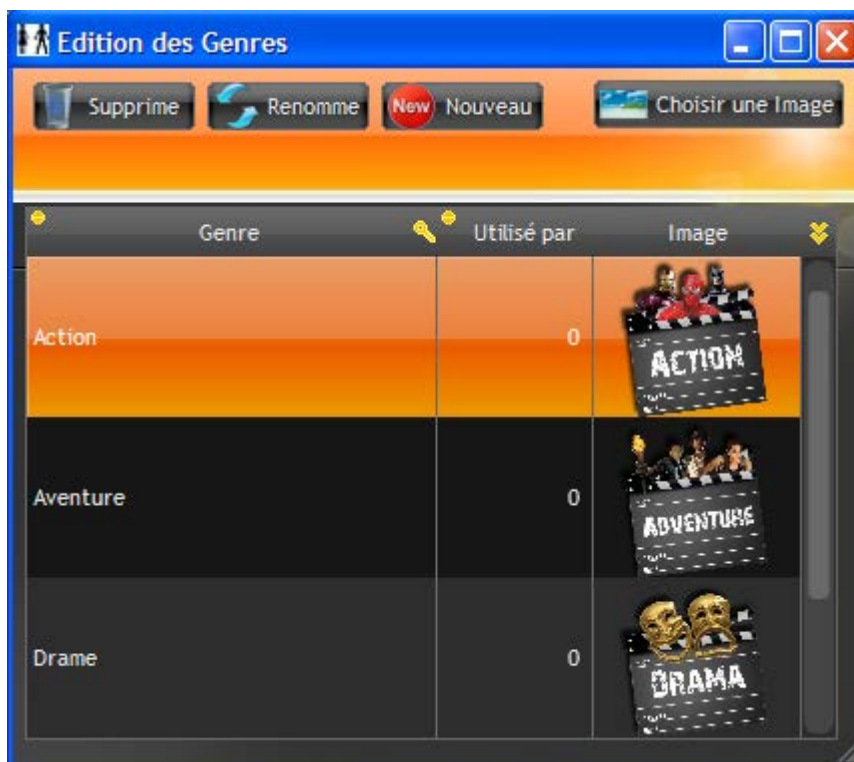 Edition des Genres
Supprime Renomme New Nouveau Choisir une Image
Genre Utilisé par Image
Action 0 ACTION
Aventure 0 ADVENTURE
Drame 0 DRAMA